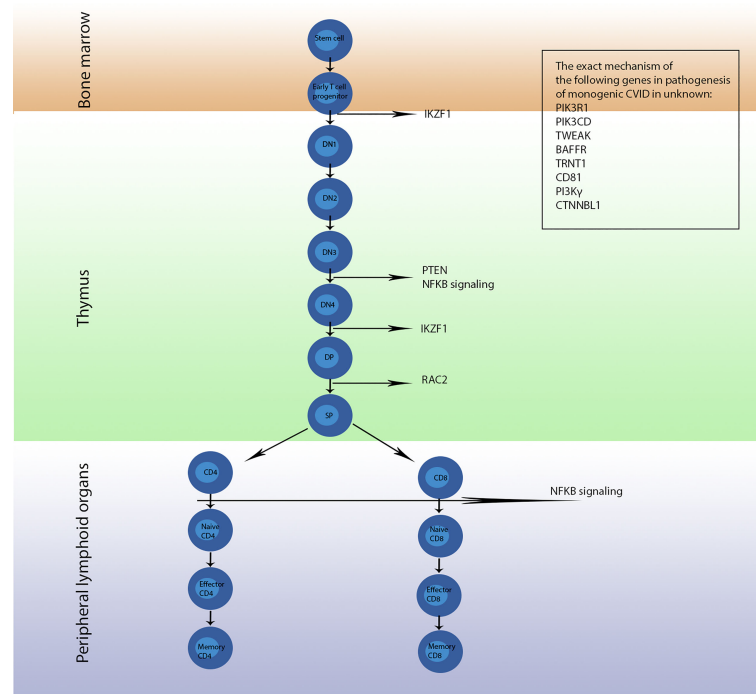 Bone marrow
Stem cell
Early T cell
progenitor
IKZF1
The exact mechanism of
the following genes in pathogenesis
of monogenic CVID in unknown:
PIK3R1
PIK3CD
TWEAK
BAFFR
TRNT1
CD81
PI3Kγ
CTNNBL1
Thymus
DN1
DN2
DN3
PTEN
NFKB signaling
DN4
IKZF1
DP
RAC2
SP
Peripheral lymphoid organs
CD4
CD8
NFKB signaling
Naive
CD4
Naive
CD8
Effector
CD4
Effector
CD8
Memory
CD4
Memory
CD8